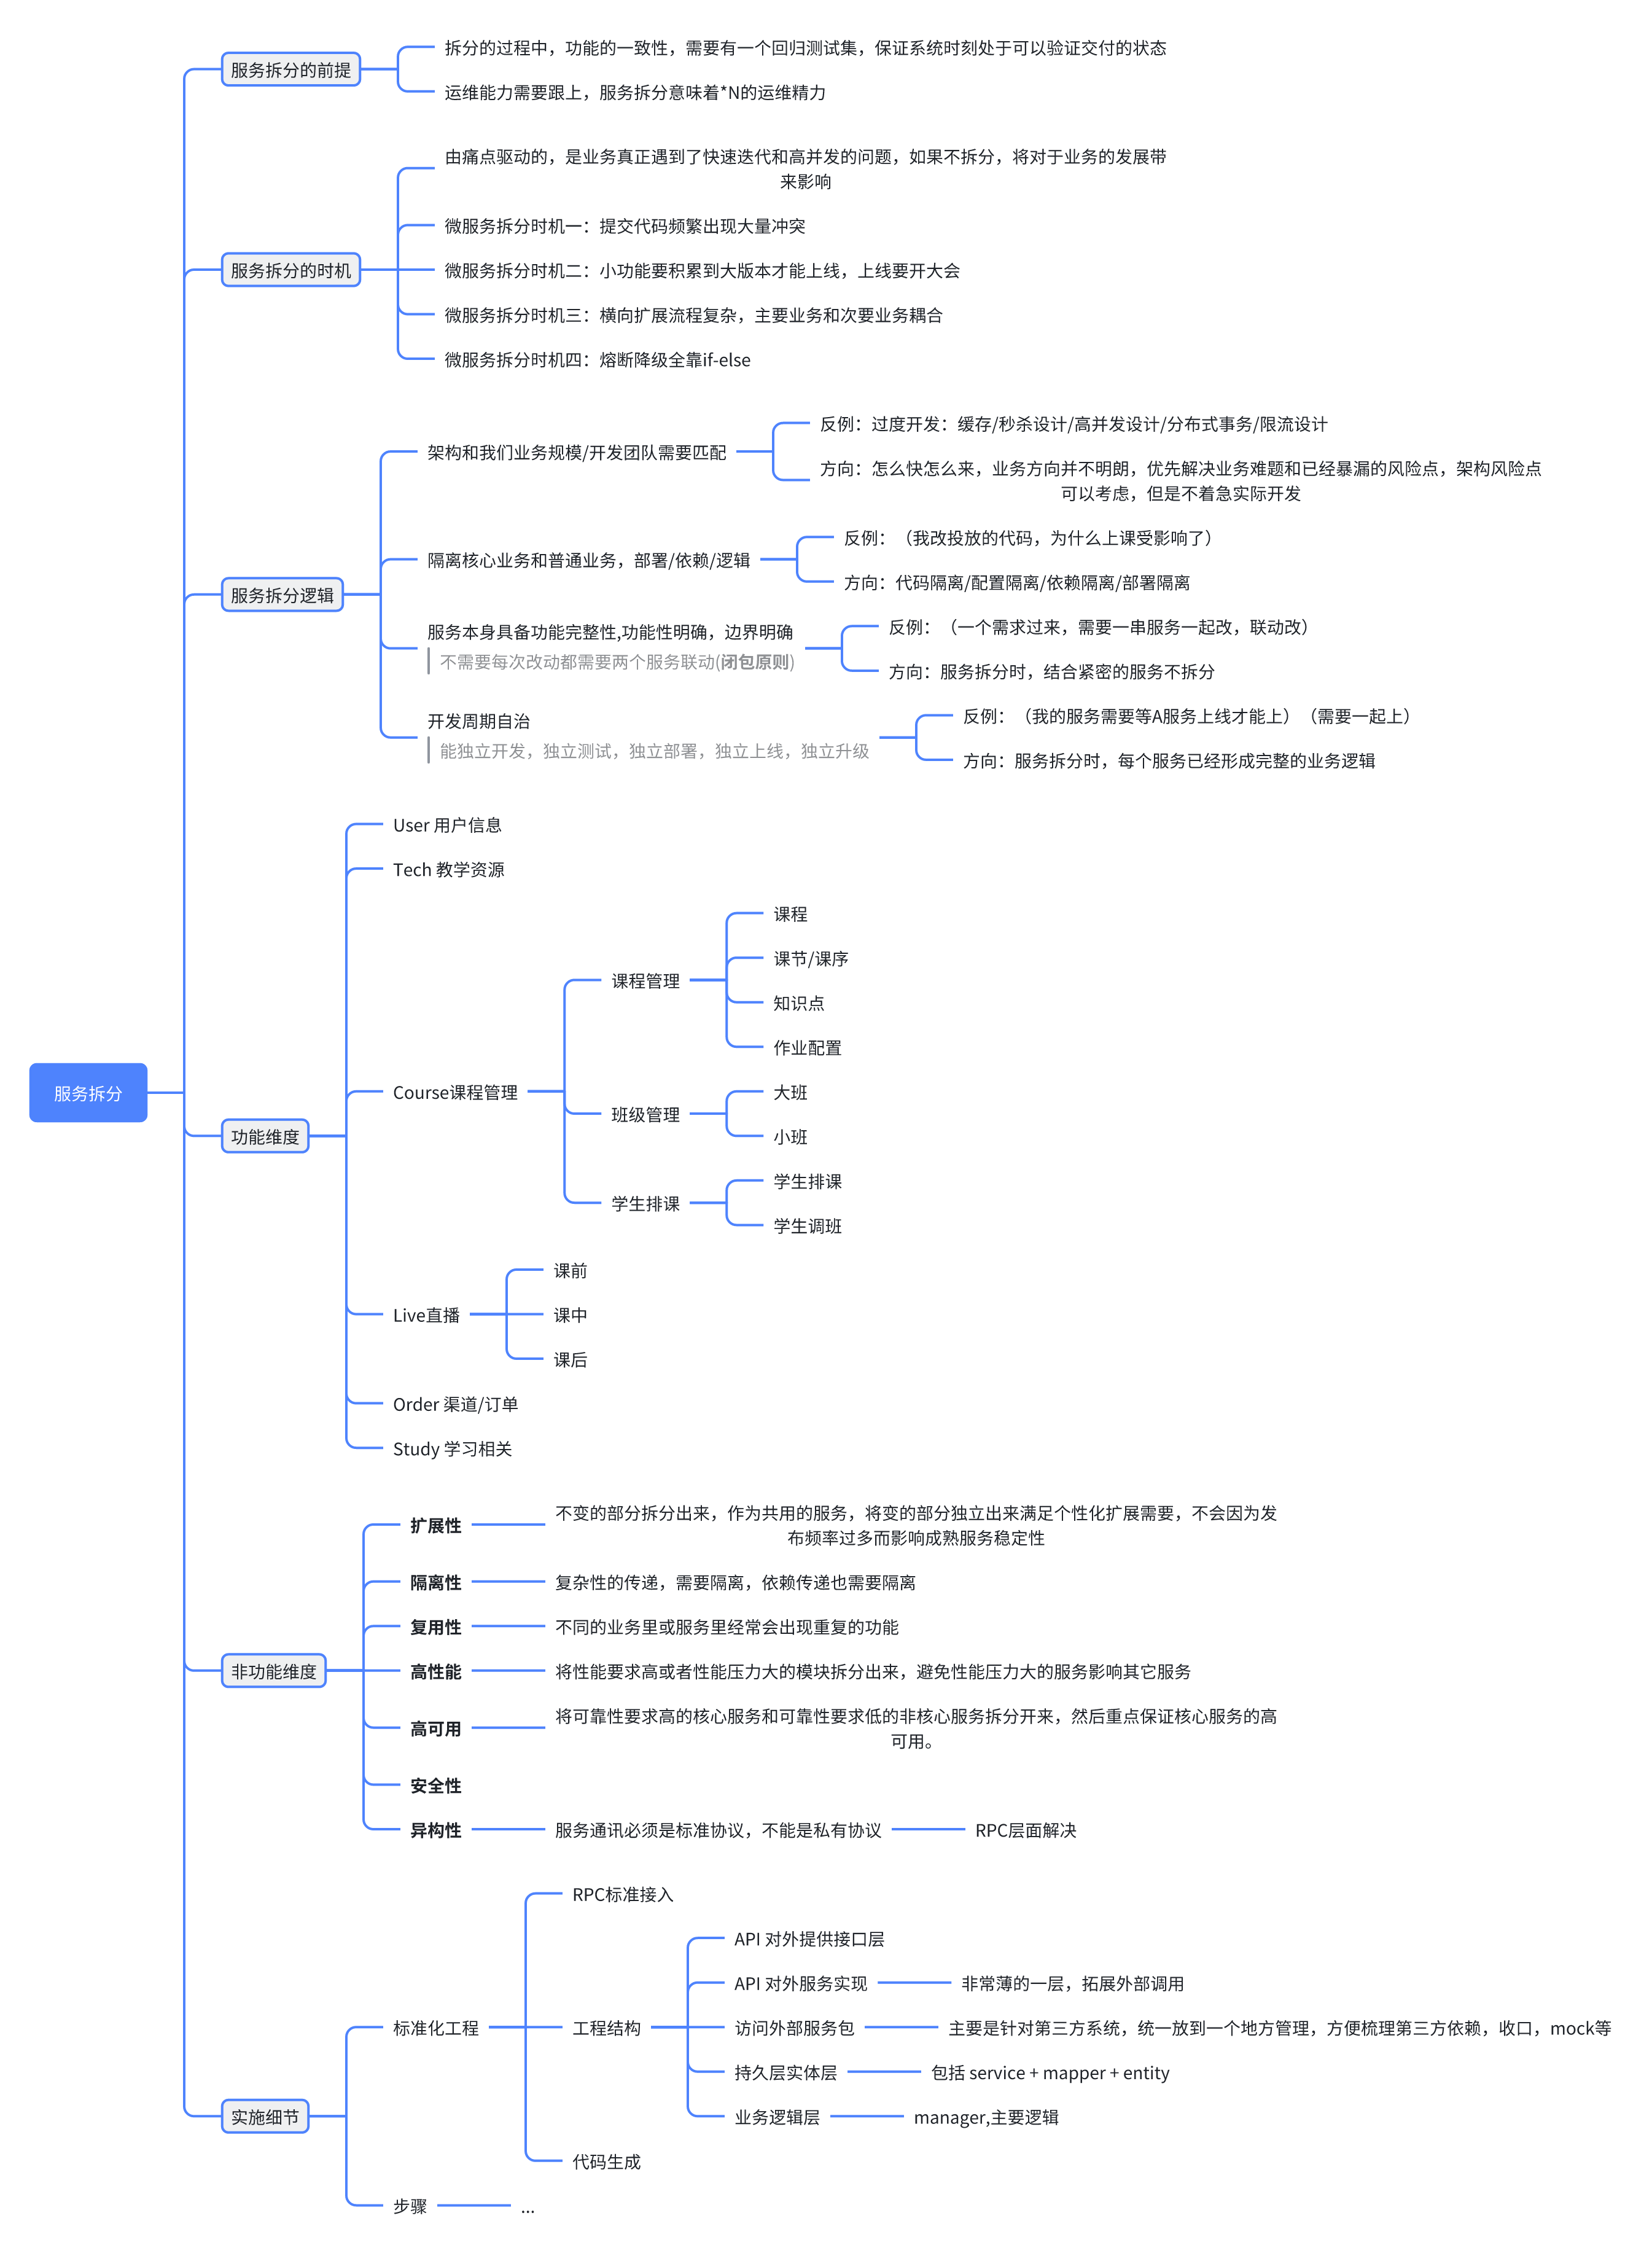 服务拆分
服务拆分的前提
拆分的过程中，功能的一致性，需要有一个回归测试集，保证系统时刻处于可以验证交付的状态
运维能力需要跟上，服务拆分意味着*N的运维精力
服务拆分的时机
由痛点驱动的，是业务真正遇到了快速迭代和高并发的问题，如果不拆分，将对于业务的发展带
来影响
微服务拆分时机一：提交代码频繁出现大量冲突
微服务拆分时机二：小功能要积累到大版本才能上线，上线要开大会
微服务拆分时机三：横向扩展流程复杂，主要业务和次要业务耦合
微服务拆分时机四：熔断降级全靠if-else
服务拆分逻辑
架构和我们业务规模/开发团队需要匹配
反例：过度开发：缓存/秒杀设计/高并发设计/分布式事务/限流设计
方向：怎么快怎么来，业务方向并不明朗，优先解决业务难题和已经暴漏的风险点，架构风险点
可以考虑，但是不着急实际开发
隔离核心业务和普通业务，部署/依赖/逻辑
反例：（我改投放的代码，为什么上课受影响了）
方向：代码隔离/配置隔离/依赖隔离/部署隔离
服务本身具备功能完整性,功能性明确，边界明确
不需要每次改动都需要两个服务联动(闭包原则)
反例：（一个需求过来，需要一串服务一起改，联动改）
方向：服务拆分时，结合紧密的服务不拆分
开发周期自治
能独立开发，独立测试，独立部署，独立上线，独立升级
反例：（我的服务需要等A服务上线才能上）（需要一起上）
方向：服务拆分时，每个服务已经形成完整的业务逻辑
功能维度
User 用户信息
Tech 教学资源
Course课程管理
课程管理
课程
课节/课序
知识点
作业配置
班级管理
大班
小班
学生排课
学生排课
学生调班
Live直播
课前
课中
课后
Order 渠道/订单
Study 学习相关
非功能维度
扩展性
不变的部分拆分出来，作为共用的服务，将变的部分独立出来满足个性化扩展需要，不会因为发
布频率过多而影响成熟服务稳定性
隔离性
复杂性的传递，需要隔离，依赖传递也需要隔离
复用性
不同的业务里或服务里经常会出现重复的功能
高性能
将性能要求高或者性能压力大的模块拆分出来，避免性能压力大的服务影响其它服务
高可用
将可靠性要求高的核心服务和可靠性要求低的非核心服务拆分开来，然后重点保证核心服务的高
可用。
安全性
异构性
服务通讯必须是标准协议，不能是私有协议
RPC层面解决
实施细节
标准化工程
RPC标准接入
工程结构
API 对外提供接口层
API 对外服务实现
非常薄的一层，拓展外部调用
访问外部服务包
主要是针对第三方系统，统一放到一个地方管理，方便梳理第三方依赖，收口，mock等
持久层实体层
包括 service + mapper + entity
业务逻辑层
manager,主要逻辑
代码生成
步骤
...